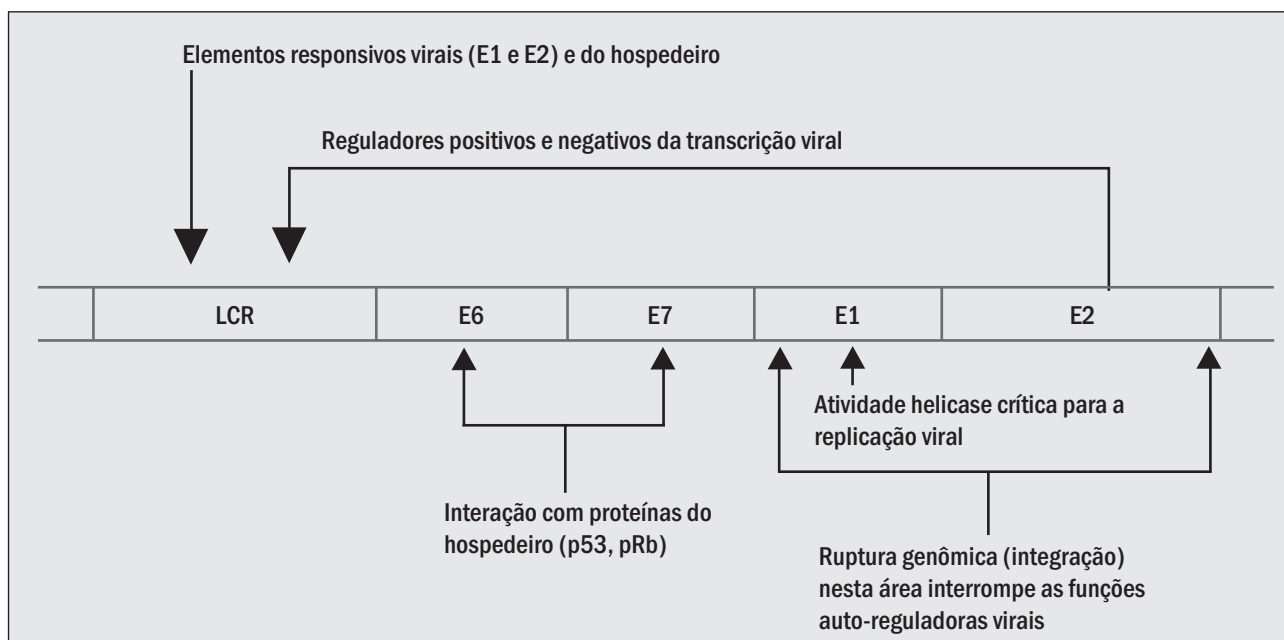 Elementos responsivos virais (E1 e E2) e do hospedeiro
Reguladores positivos e negativos da transcrição viral
LCR
E6
E7
E1
E2
Atividade helicase crítica para a
replicação viral
Interação com proteínas do
hospedeiro (p53, pRb)
Ruptura genômica (integração)
nesta área interrompe as funções
auto-reguladoras virais